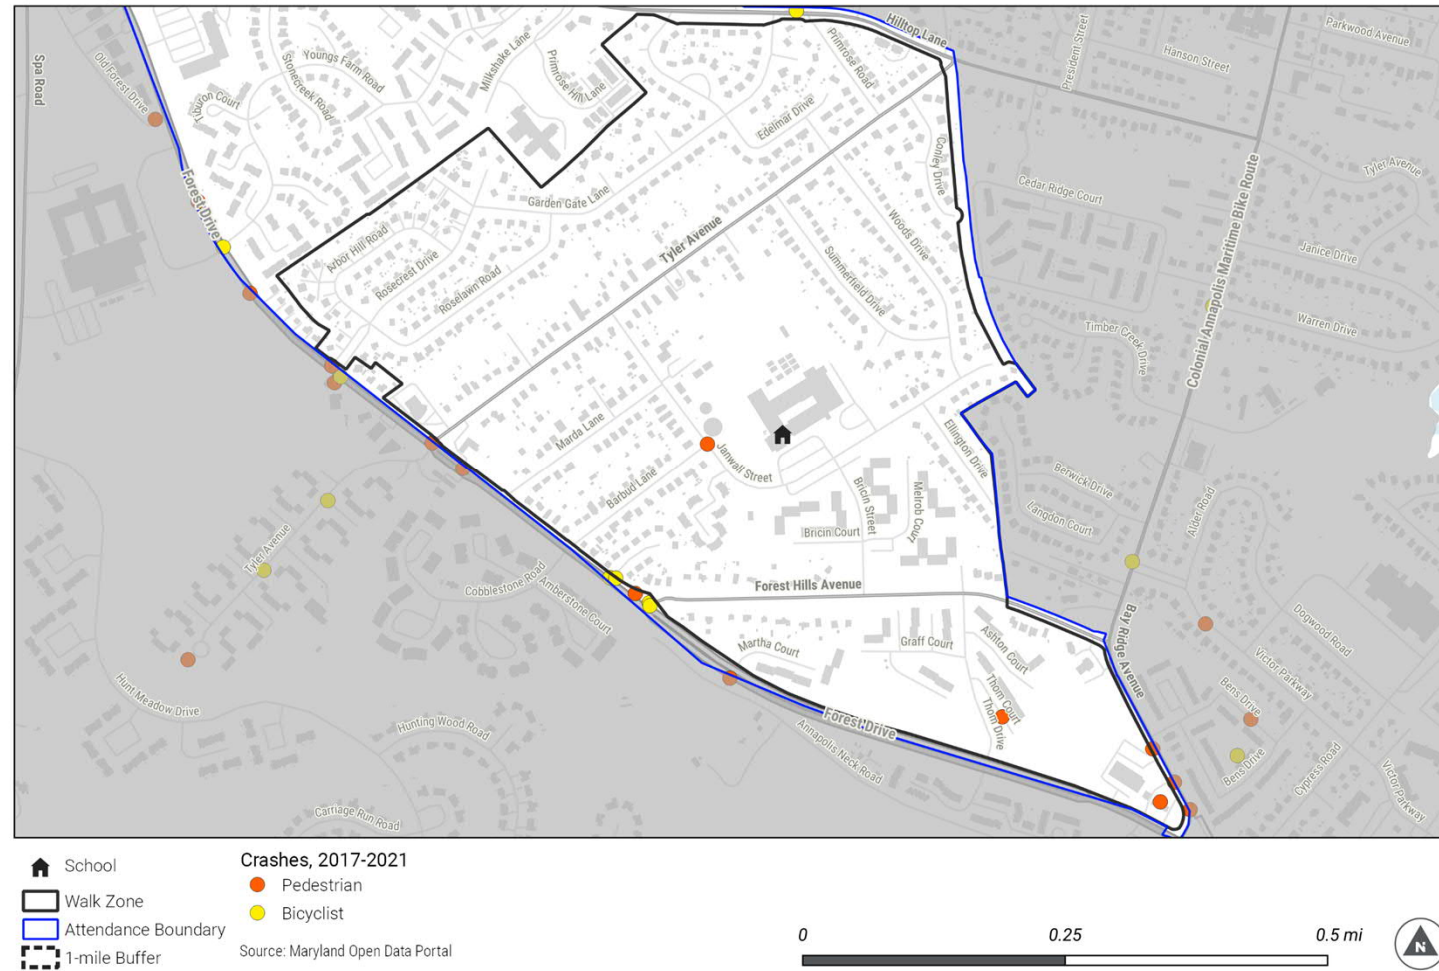 Hilltop Lane
Parkwood Avenue
President Street
Hanson Street
Spa Road
Old Forest Drive
Youngs Farm Road
Stonecreek Road
Milkshake Lane
Primrose Hill Lane
Primrose Road
Tiburon Court
Edelmar Drive
Conley Drive
Tyler Avenue
Cedar Ridge Court
Forest Drive
Garden Gate Lane
Arbor Hill Road
Rosecrest Drive
Roselawn Road
Tyler Avenue
Woods Drive
Summerfield Drive
Janice Drive
Warren Drive
Timber Creek Drive
Colonial Annapolis Maritime Bike Route
Marda Lane
Barbud Lane
Janwall Street
Ellington Drive
Bricin Street
Melrob Court
Bricin Court
Berwick Drive
Langdon Court
Alder Road
Tyler Avenue
Cobblestone Road
Amberstone Court
Forest Hills Avenue
Martha Court
Graff Court
Ashton Court
Thom Court
Thom Drive
Bay Ridge Avenue
Dogwood Road
Victor Parkway
Bens Drive
Bens Drive
Cypress Road
Victor Parkway
Hunt Meadow Drive
Hunting Wood Road
Forest Drive
Annapolis Neck Road
Carriage Run Road
School
Walk Zone
Attendance Boundary
1-mile Buffer
Crashes, 2017-2021
Pedestrian
Bicyclist
Source: Maryland Open Data Portal
0 0.25 0.5 mi
N